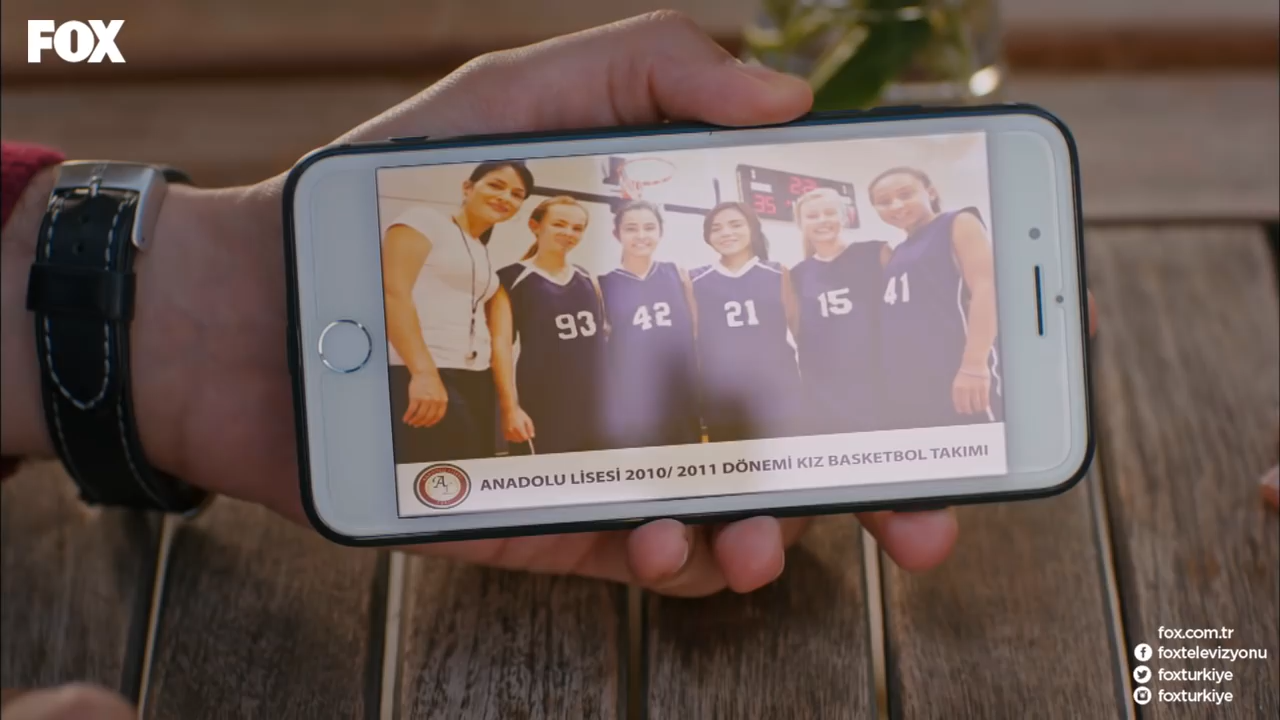 FOX
22
35
93
42
21
15
41
ANADOLU LİSESİ 2010/ 2011 DÖNEMİ KIZ BASKETBOL TAKIMI
fox.com.tr
foxtelevizyonu
foxturkiye
foxturkiye